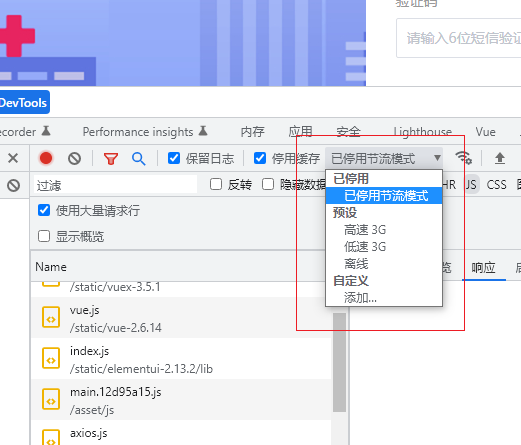 验证码
请输入6位短信验证
DevTools
ecorder
Performance insights
内存
应用
安全
Lighthouse
Vue
保留日志
停用缓存
已停用节流模式
过滤
反转
隐藏数据
HR
JS
CSS
使用大量请求行
显示概览
已停用
已停用节流模式
预设
高速 3G
低速 3G
离线
自定义
添加...
览
响应
Name
/static/vuex-3.5.1
vue.js
/static/vue-2.6.14
index.js
/static/elementui-2.13.2/lib
main.12d95a15.js
/asset/js
axios.js